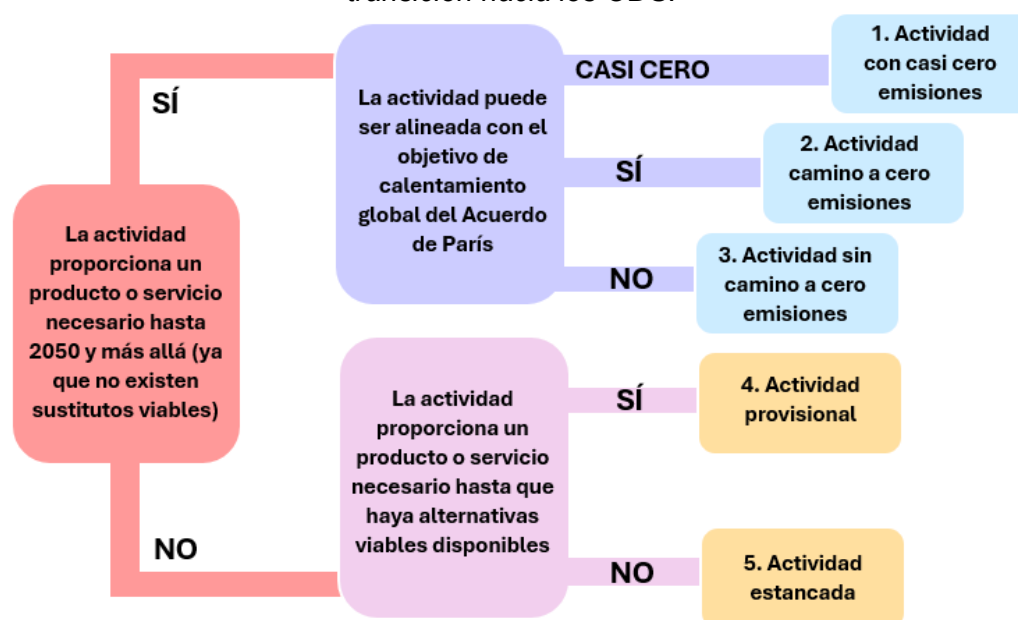 SÍ
La actividad
proporciona un
producto o servicio
necesario hasta
2050 y más allá (ya
que no existen
sustitutos viables)
NO
La actividad puede
ser alineada con el
objetivo de
calentamiento
global del Acuerdo
de París
CASI CERO
1. Actividad
con casi cero
emisiones
SÍ
2. Actividad
camino a cero
emisiones
NO
3. Actividad sin
camino a cero
emisiones
La actividad
proporciona un
producto o servicio
necesario hasta que
haya alternativas
viables disponibles
SÍ
4. Actividad
provisional
NO
5. Actividad
estancada